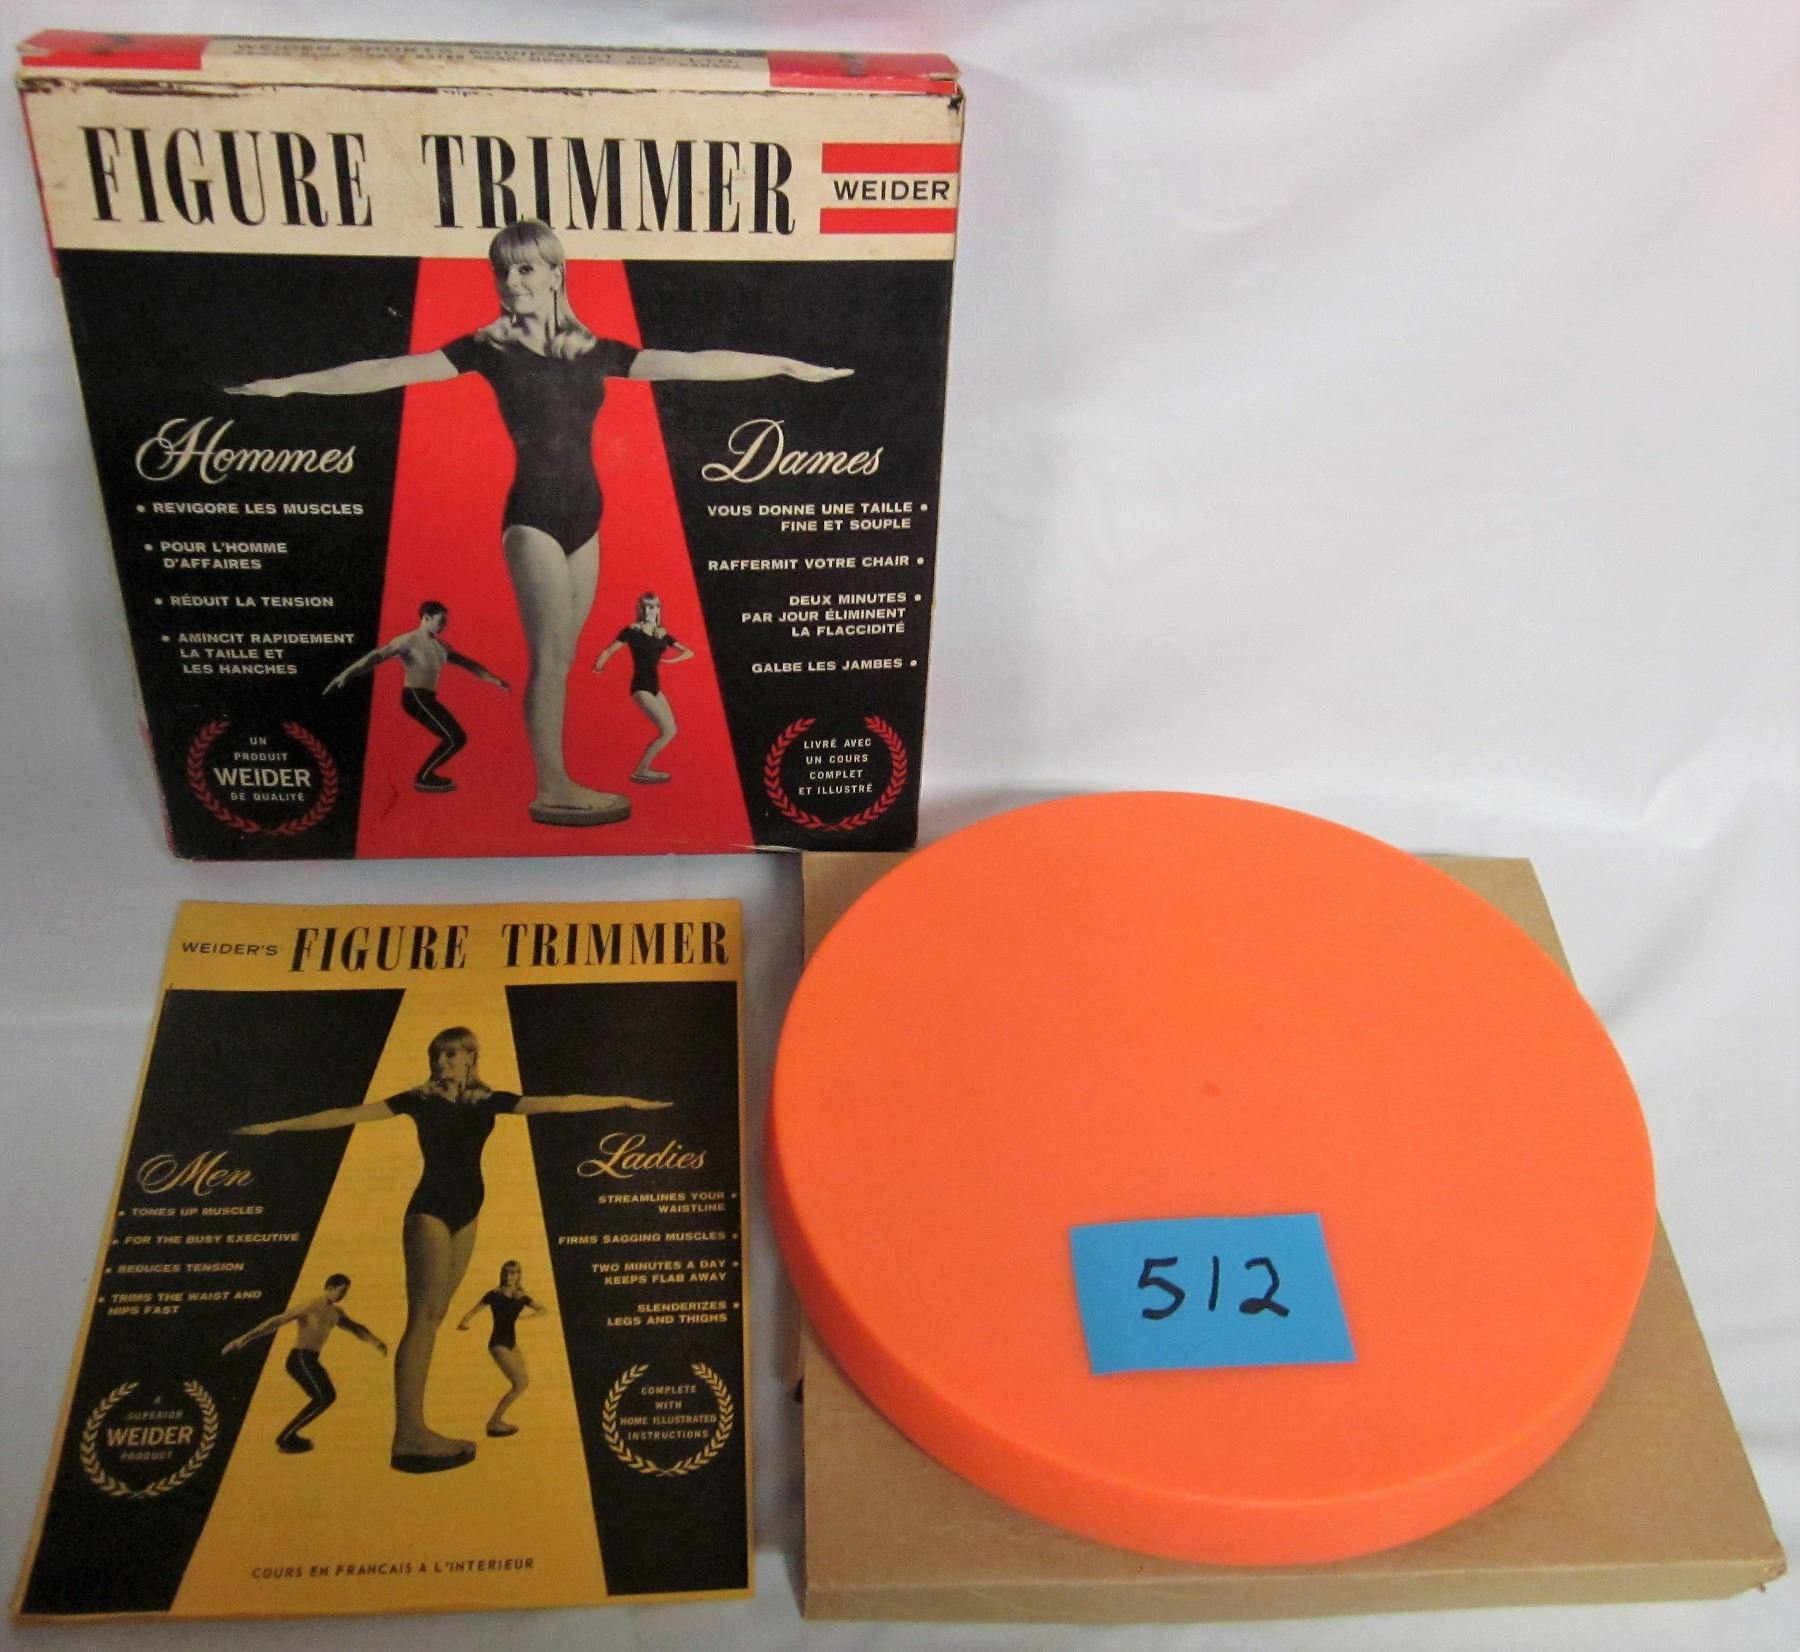 WEIDER SPORTS EQUIPMENT CO., LTD.
FIGURE TRIMMER
WEIDER
Hommes
• REVIGORE LES MUSCLES
• POUR L'HOMME
D'AFFAIRES
• RÉDUIT LA TENSION
• AMINCIT RAPIDEMENT
LA TAILLE ET
LES HANCHES
Dames
VOUS DONNE UNE TAILLE •
FINE ET SOUPLE
RAFFERMIT VOTRE CHAIR •
DEUX MINUTES •
PAR JOUR ÉLIMINENT
LA FLACCIDITÉ
GALBE LES JAMBES •
UN
PRODUIT
WEIDER
DE QUALITÉ
LIVRÉ AVEC
UN COURS
COMPLET
ET ILLUSTRÉ
WEIDER'S FIGURE TRIMMER
Men
• TONES UP MUSCLES
• FOR THE BUSY EXECUTIVE
• REDUCES TENSION
• TRIMS THE WAIST AND
HIPS FAST
Ladies
STREAMLINES YOUR •
WAISTLINE
FIRMS SAGGING MUSCLES •
TWO MINUTES A DAY •
KEEPS FLAB AWAY
SLENDERIZES •
LEGS AND THIGHS
A
SUPERIOR
WEIDER
PRODUCT
COMPLETE
WITH
HOME ILLUSTRATED
INSTRUCTIONS
COURS EN FRANCAIS A L'INTERIEUR
512